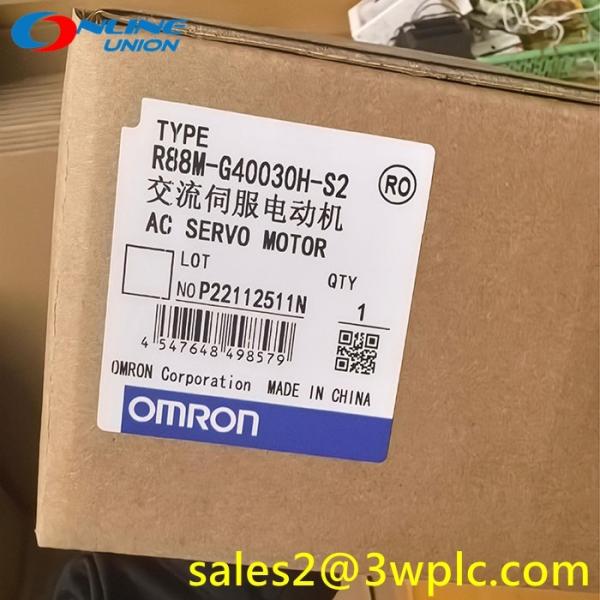 ONLINE
UNION
TYPE
R88M-G40030H-S2
RO
交流伺服电动机
AC SERVO MOTOR
LOT
NO P22112511N
QTY
1
4 547648 498579
OMRON Corporation MADE IN CHINA
OMRON
sales2@3wplc.com